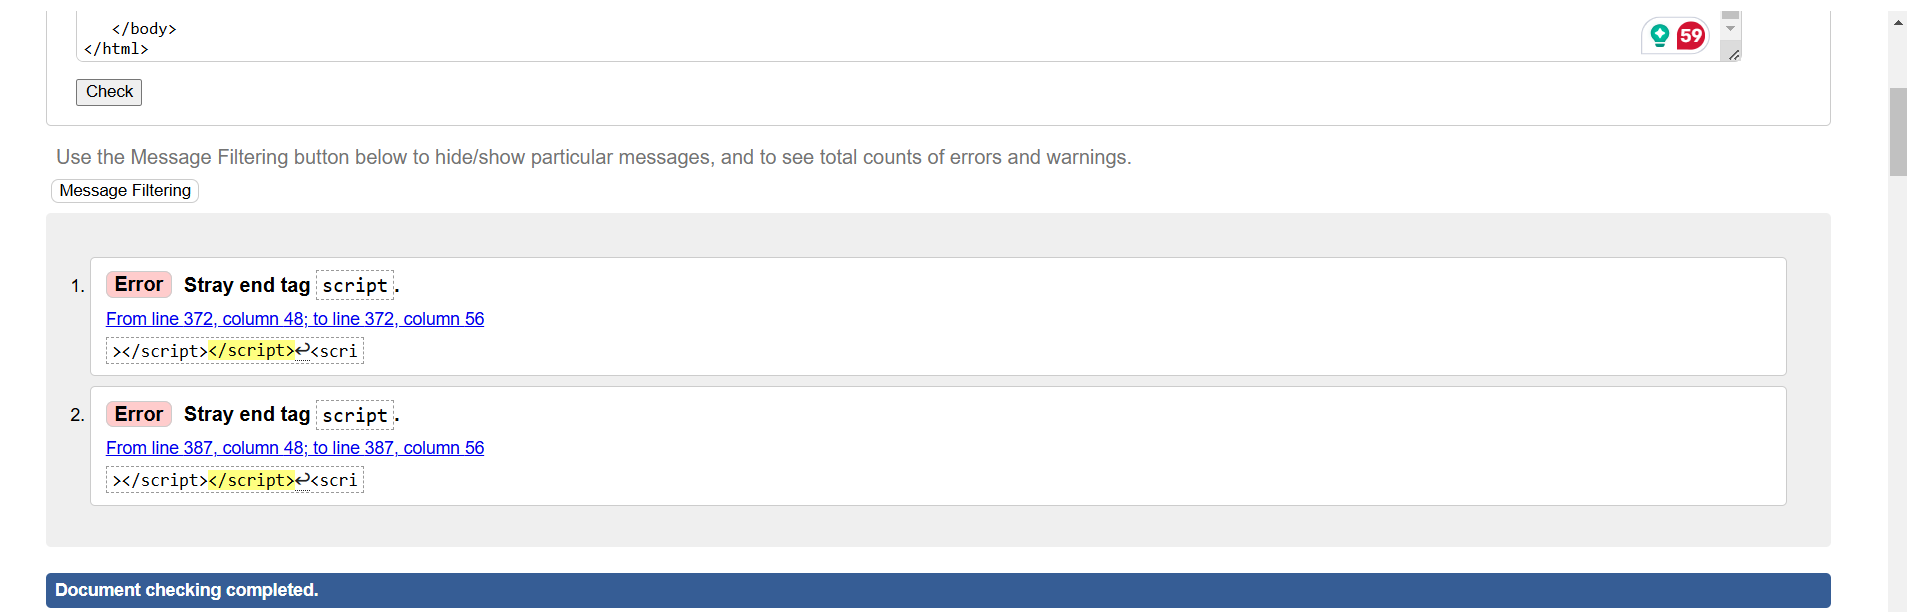 </body>
</html>
59
Check
Use the Message Filtering button below to hide/show particular messages, and to see total counts of errors and warnings.
Message Filtering
1. Error Stray end tag script.
From line 372, column 48; to line 372, column 56
></script></script>↩<scri
2. Error Stray end tag script.
From line 387, column 48; to line 387, column 56
></script></script>↩<scri
Document checking completed.